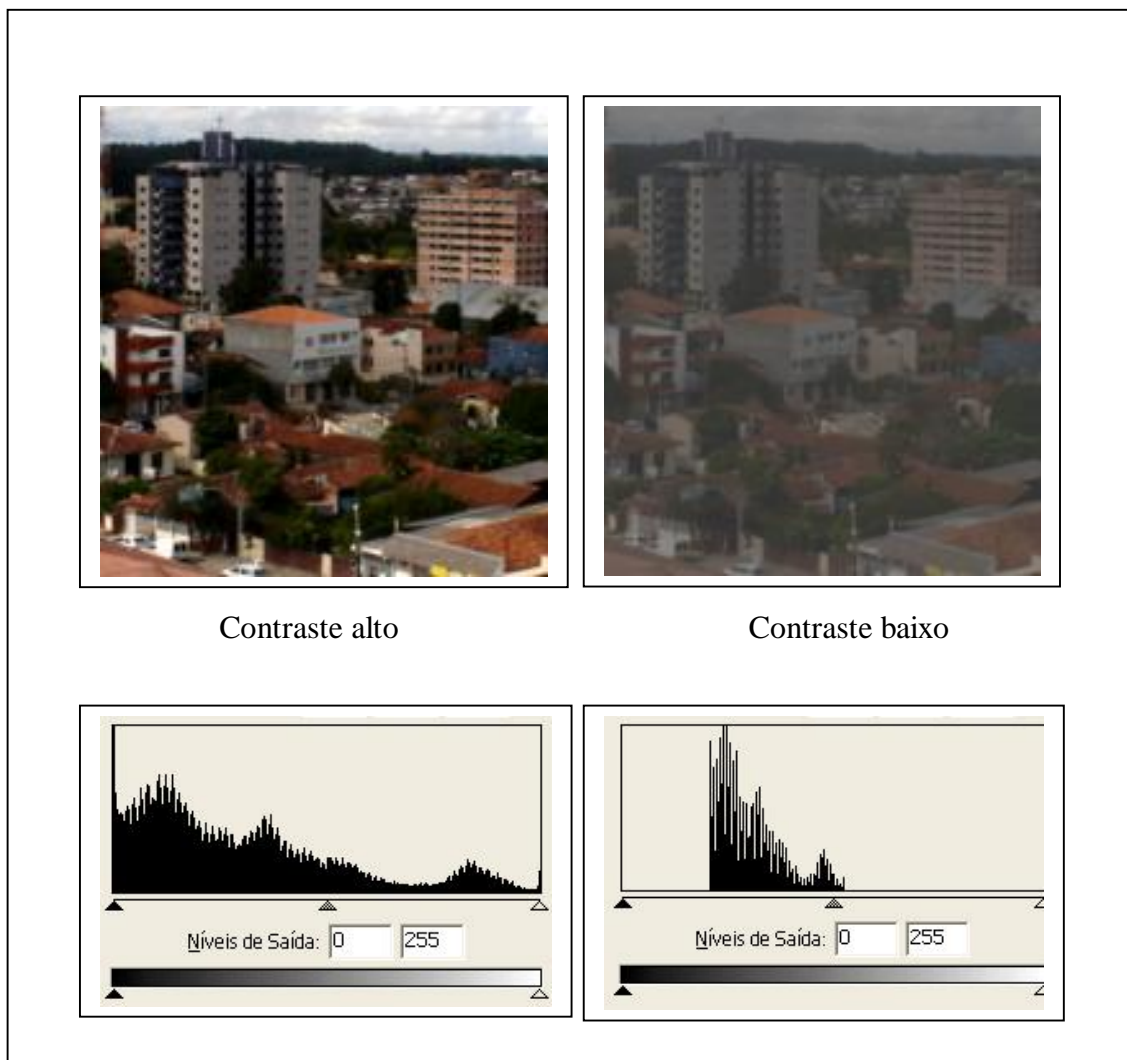 Contraste alto
Contraste baixo
Níveis de Saída: 0 255
Níveis de Saída: 0 255